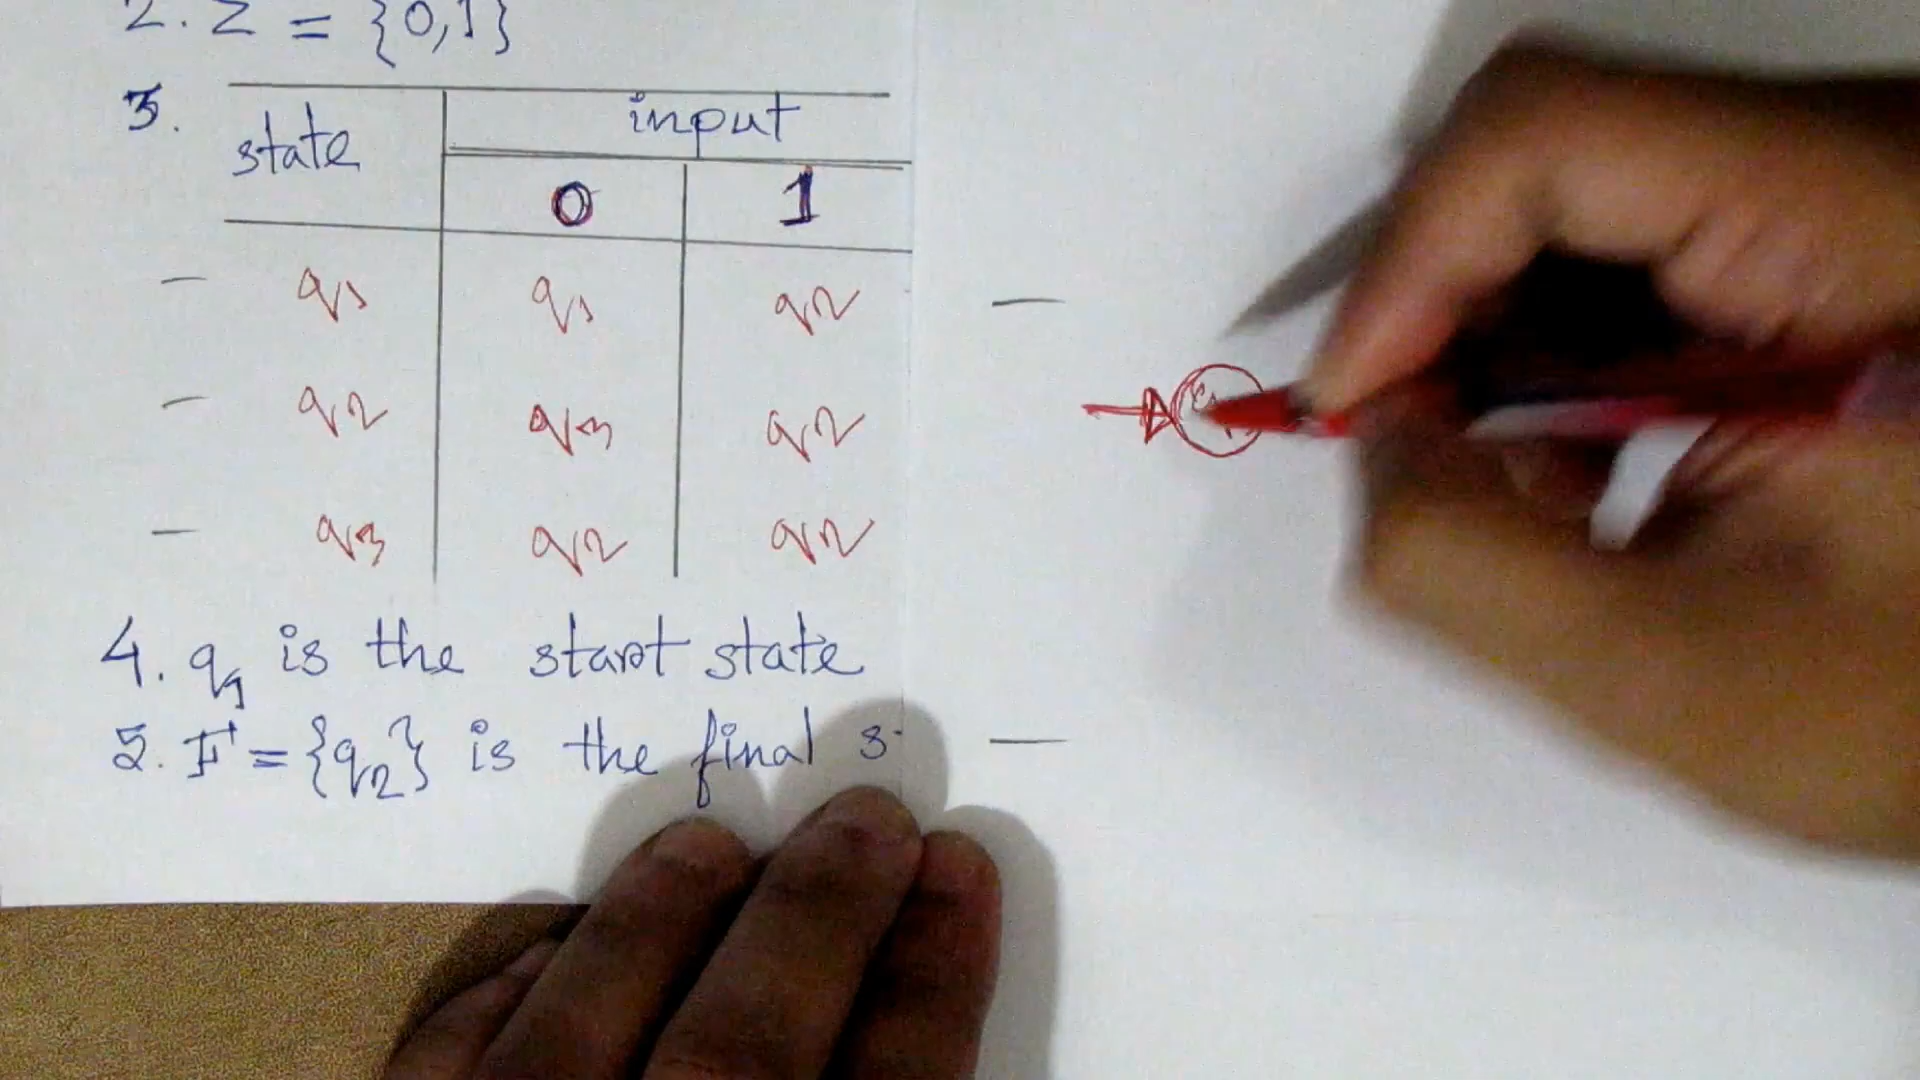 2. Σ = {0,1}
3. state input
0 1
q1 q1 q2
q2 q3 q2
q3 q2 q2
4. q1 is the start state
5. F = {q2} is the final s